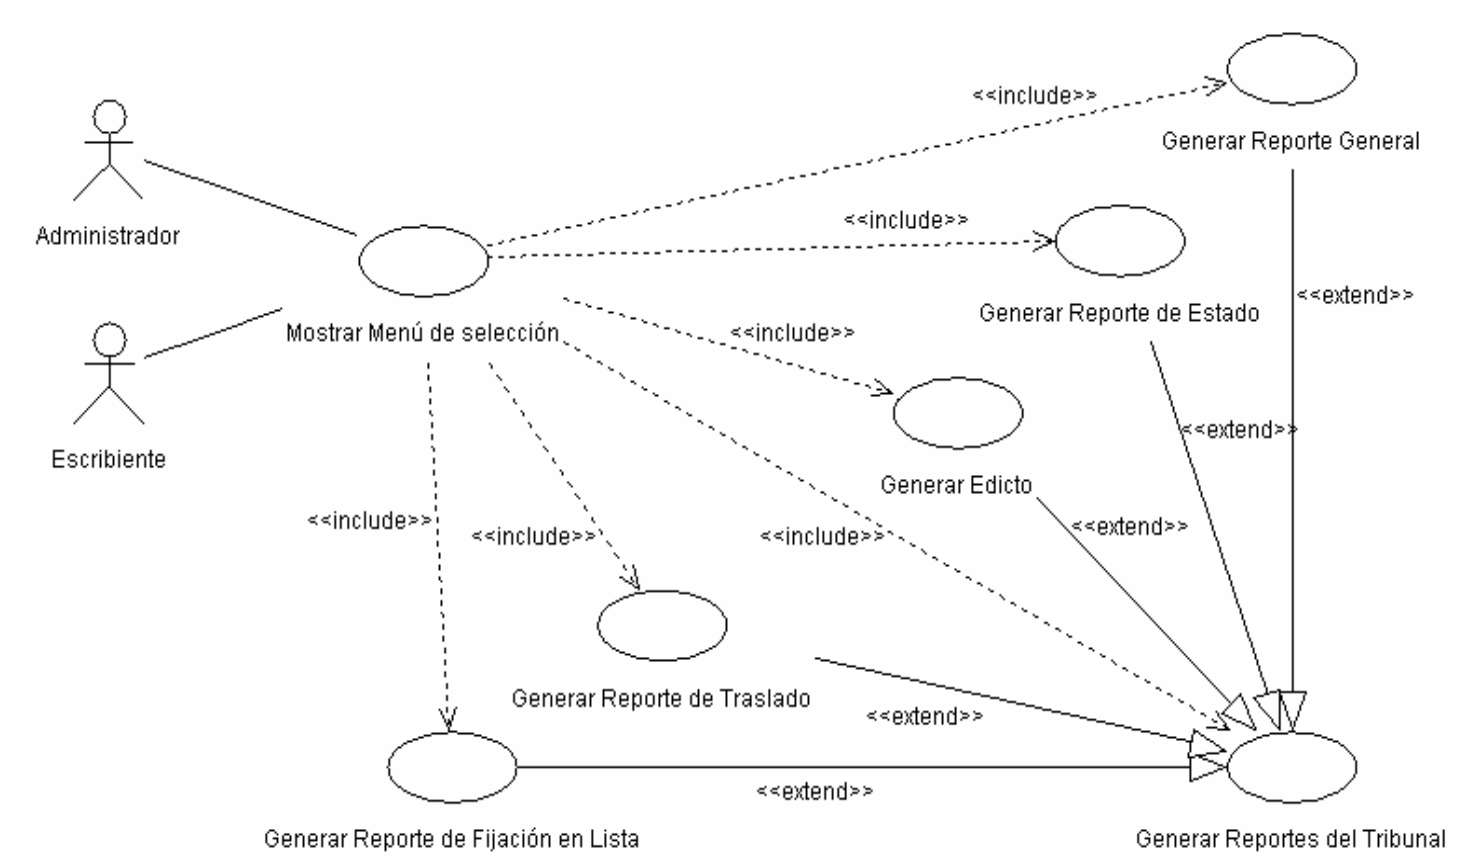 <<include>>
Generar Reporte General
Administrador
<<include>>
Generar Reporte de Estado
<<extend>>
Mostrar Menú de selección
<<include>>
<<extend>>
Escribiente
Generar Edicto
<<include>>
<<include>>
<<include>>
<<extend>>
Generar Reporte de Traslado
<<extend>>
<<extend>>
Generar Reporte de Fijación en Lista
Generar Reportes del Tribunal